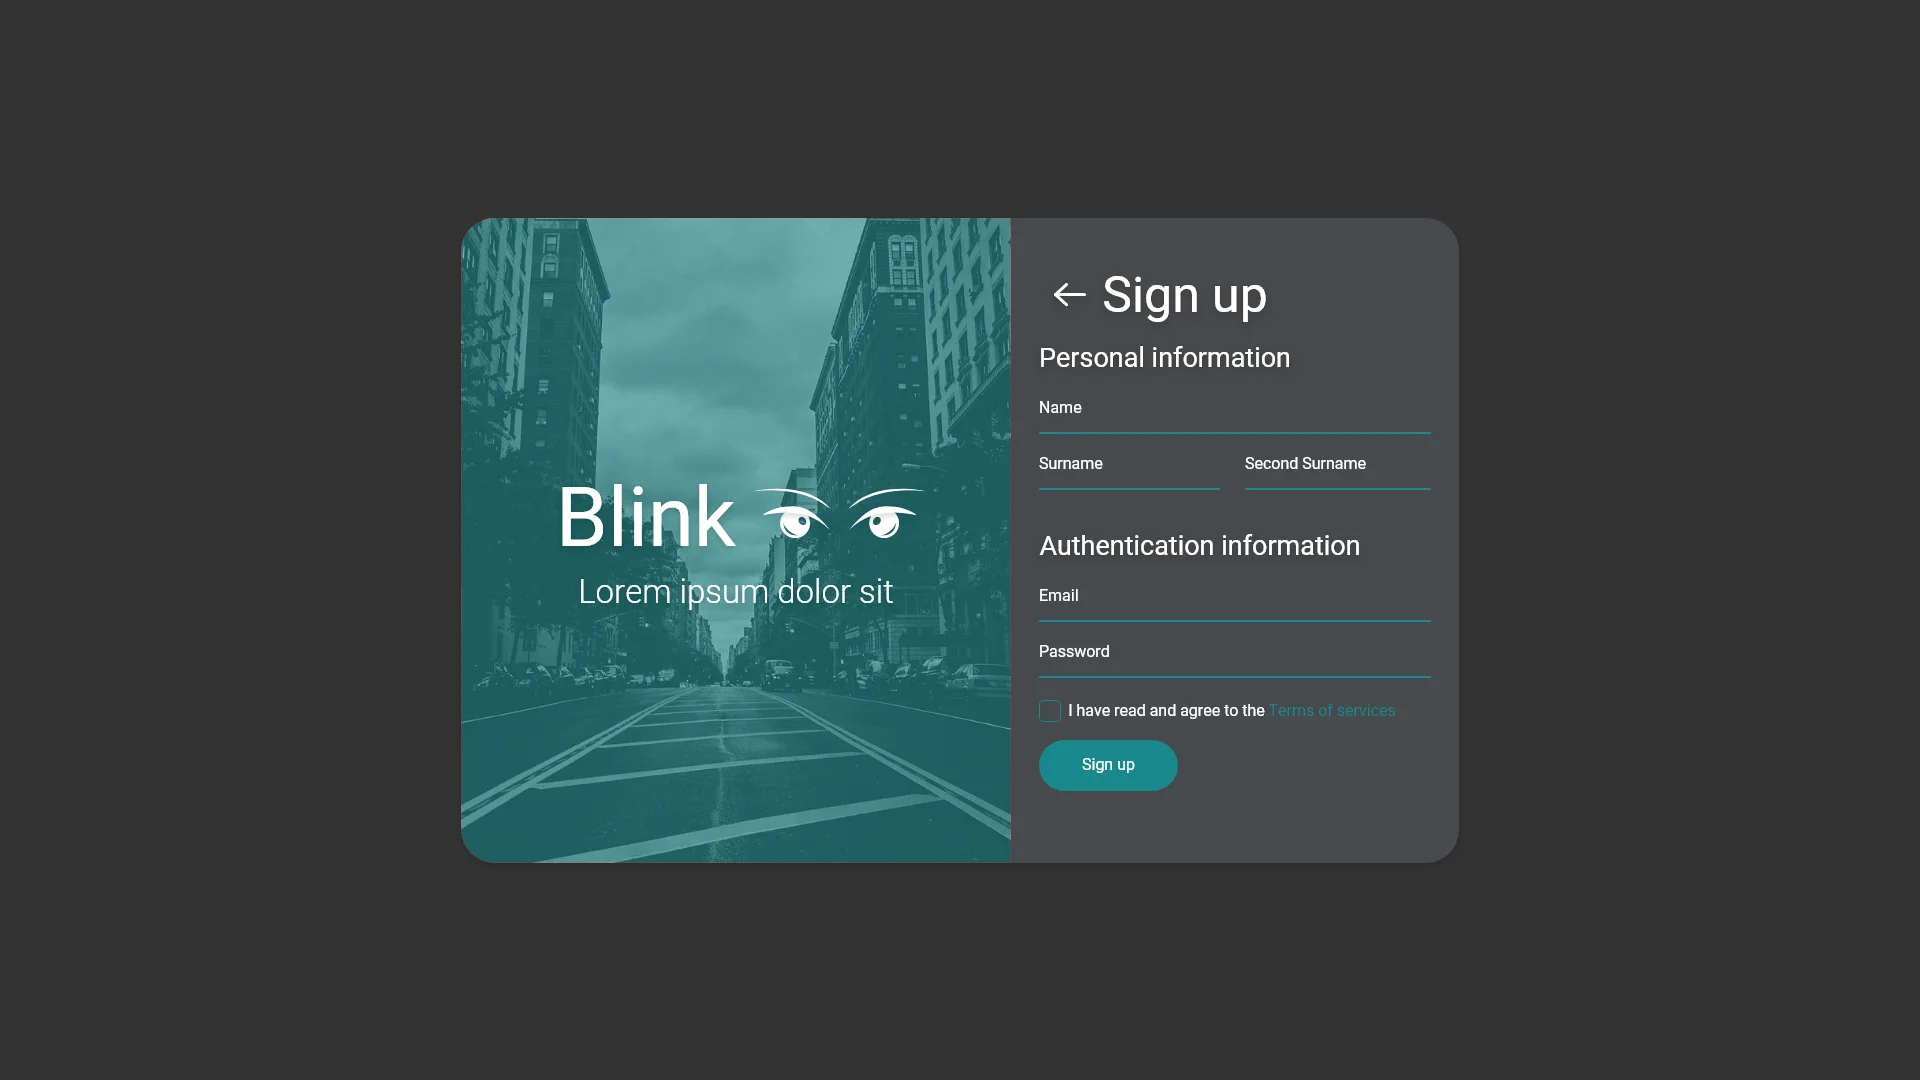 Blink
Lorem ipsum dolor sit
Sign up
Personal information
Name
Surname
Second Surname
Authentication information
Email
Password
I have read and agree to the Terms of services
Sign up